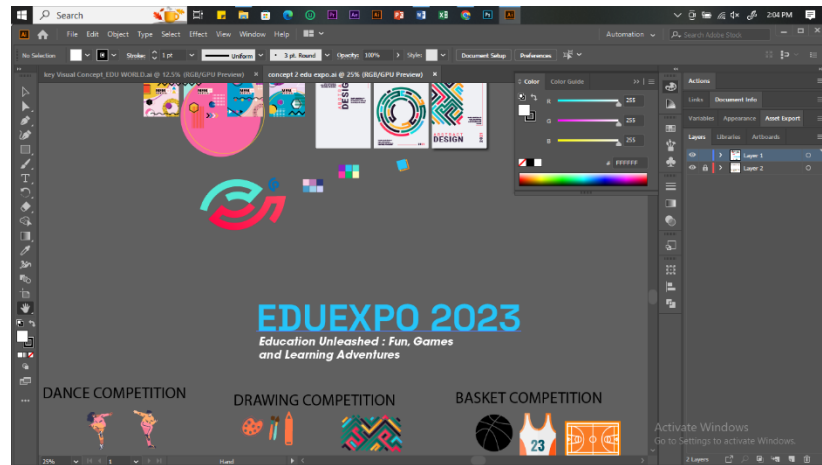 Search
2:04 PM
Ai
File Edit Object Type Select Effect View Window Help
Automation
Search Adobe Stock
No Selection
Stroke: 1 pt
Uniform
3 pt. Round
Opacity: 100%
Style:
Document Setup
Preferences
key Visual Concept_EDU WORLD.ai @ 12,5% (RGB/GPU Preview) ×
concept 2 edu expo.ai @ 25% (RGB/GPU Preview) ×
Color
Color Guide
R 255
G 255
B 255
# FFFFFF
Actions
Links Document Info
Variables Appearance Asset Export
Layers Libraries Artboards
Layer 1
Layer 2
DESIGN
ABSTRACT
DESIGN
EDUEXPO 2023
Education Unleashed : Fun, Games
and Learning Adventures
DANCE COMPETITION
DRAWING COMPETITION
BASKET COMPETITION
23
Activate Windows
Go to Settings to activate Windows.
25%
1
Hand
2 Layers